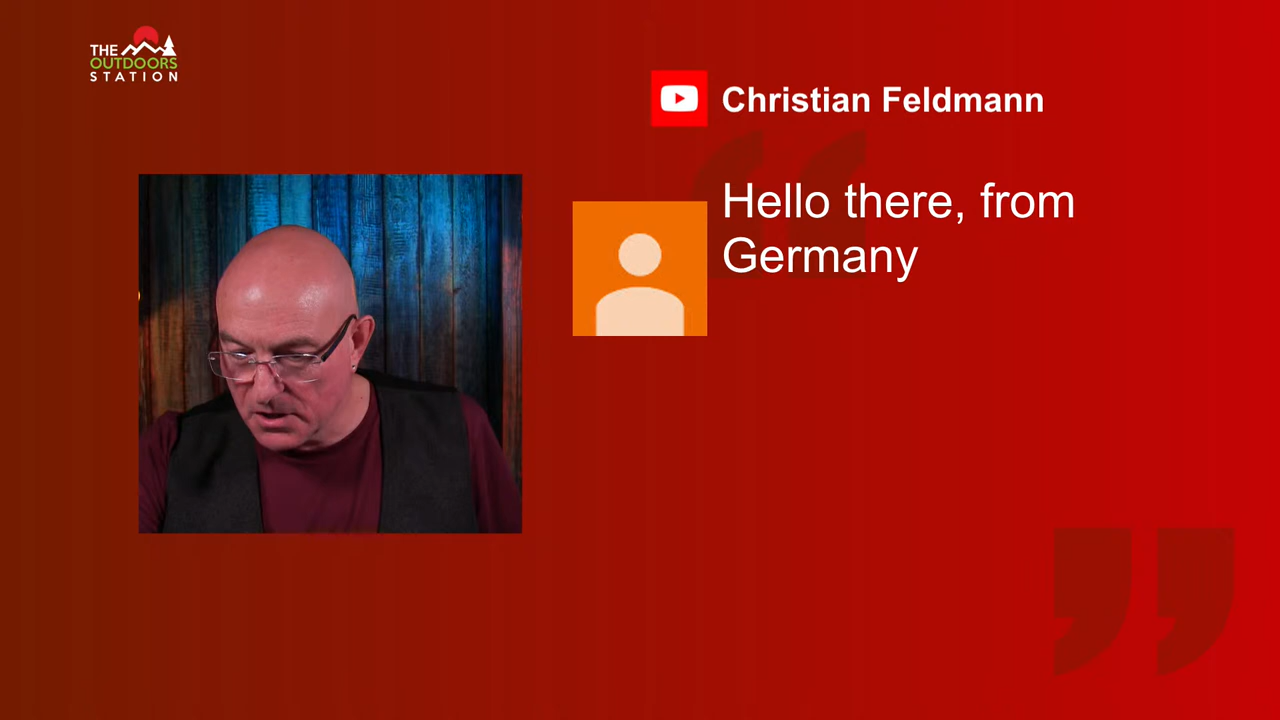 THE
OUTDOORS
STATION
Christian Feldmann
Hello there, from
Germany